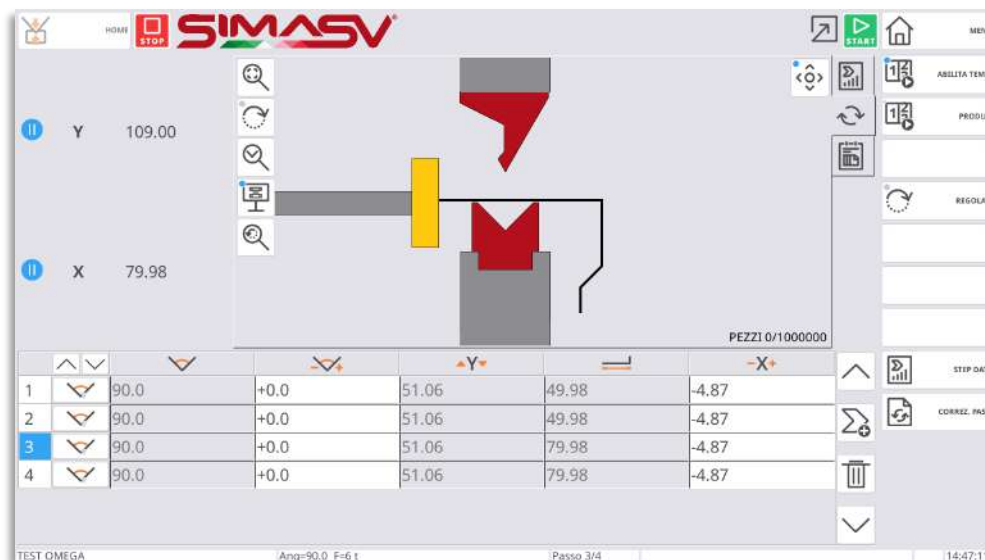 HOME STOP SIMASV START MEN
ABILITA TEM
PRODU
Y 109.00
REGOLA
X 79.98
PEZZI 0/1000000
Y -X+
STEP DA
1 90.0 +0.0 51.06 49.98 -4.87
2 90.0 +0.0 51.06 49.98 -4.87
CORREZ. PAS
3 90.0 +0.0 51.06 79.98 -4.87
4 90.0 +0.0 51.06 79.98 -4.87
TEST OMEGA Ang=90.0 F=6 t Passo 3/4 14:47:1